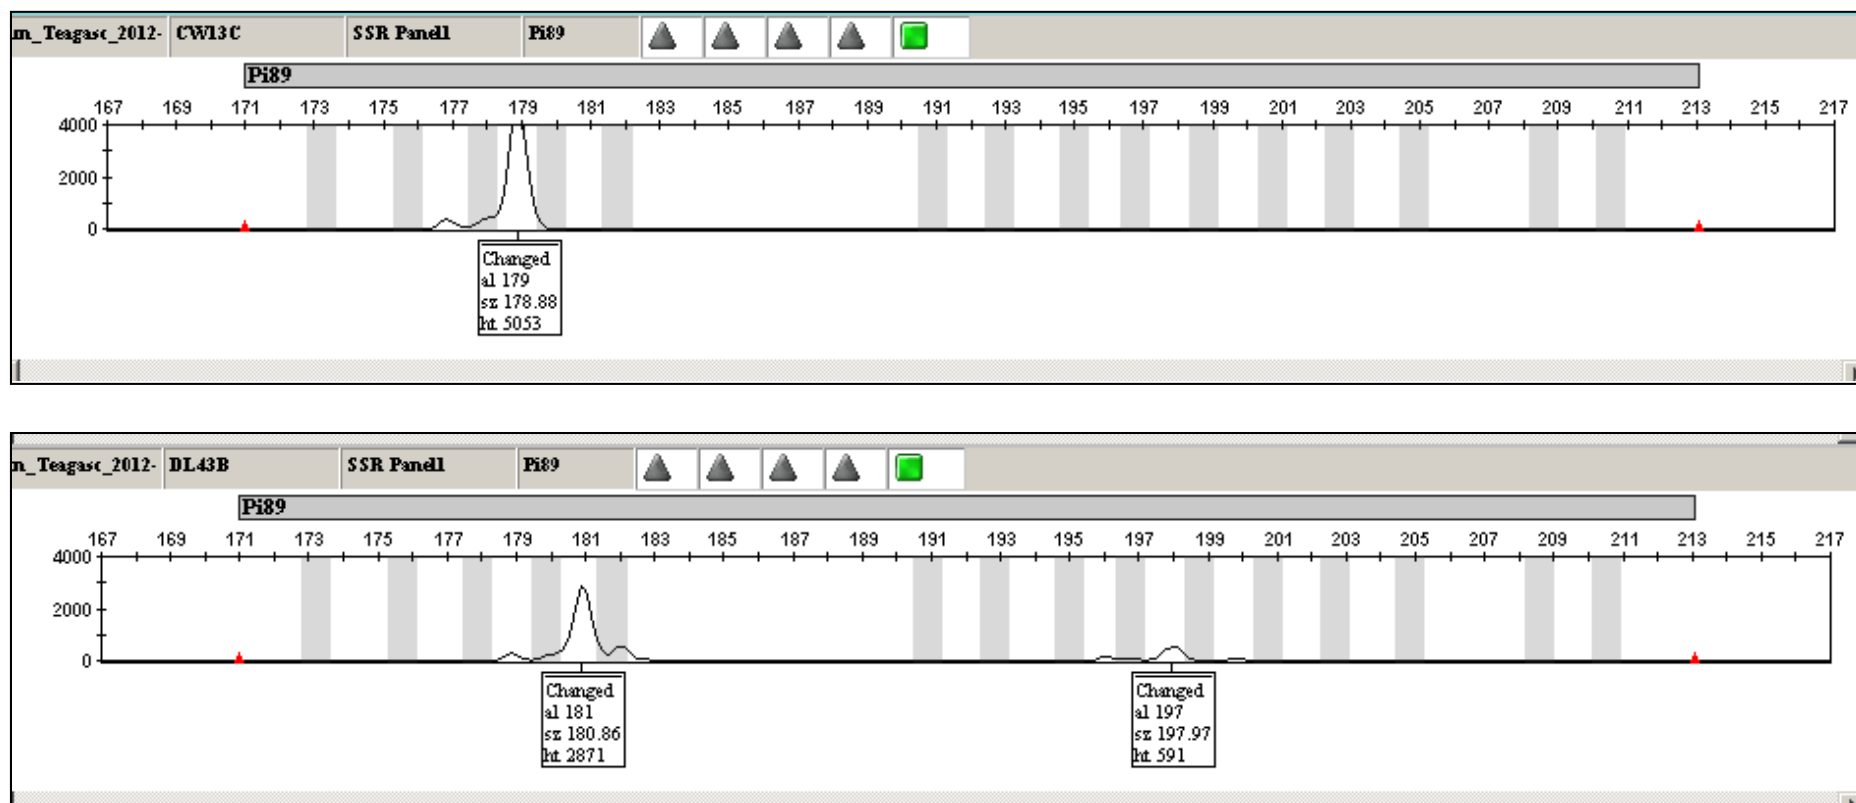 m_Teagasc_2012- CW13C SSR Panel1 Pi89
Pi89
167 169 171 173 175 177 179 181 183 185 187 189 191 193 195 197 199 201 203 205 207 209 211 213 215 217
4000
2000
0
Changed
al 179
sz 178.88
ht 5053
n_Teagasc_2012- DL43B SSR Panel1 Pi89
Pi89
167 169 171 173 175 177 179 181 183 185 187 189 191 193 195 197 199 201 203 205 207 209 211 213 215 217
4000
2000
0
Changed Changed
al 181 al 197
sz 180.86 sz 197.97
ht 2871 ht 591